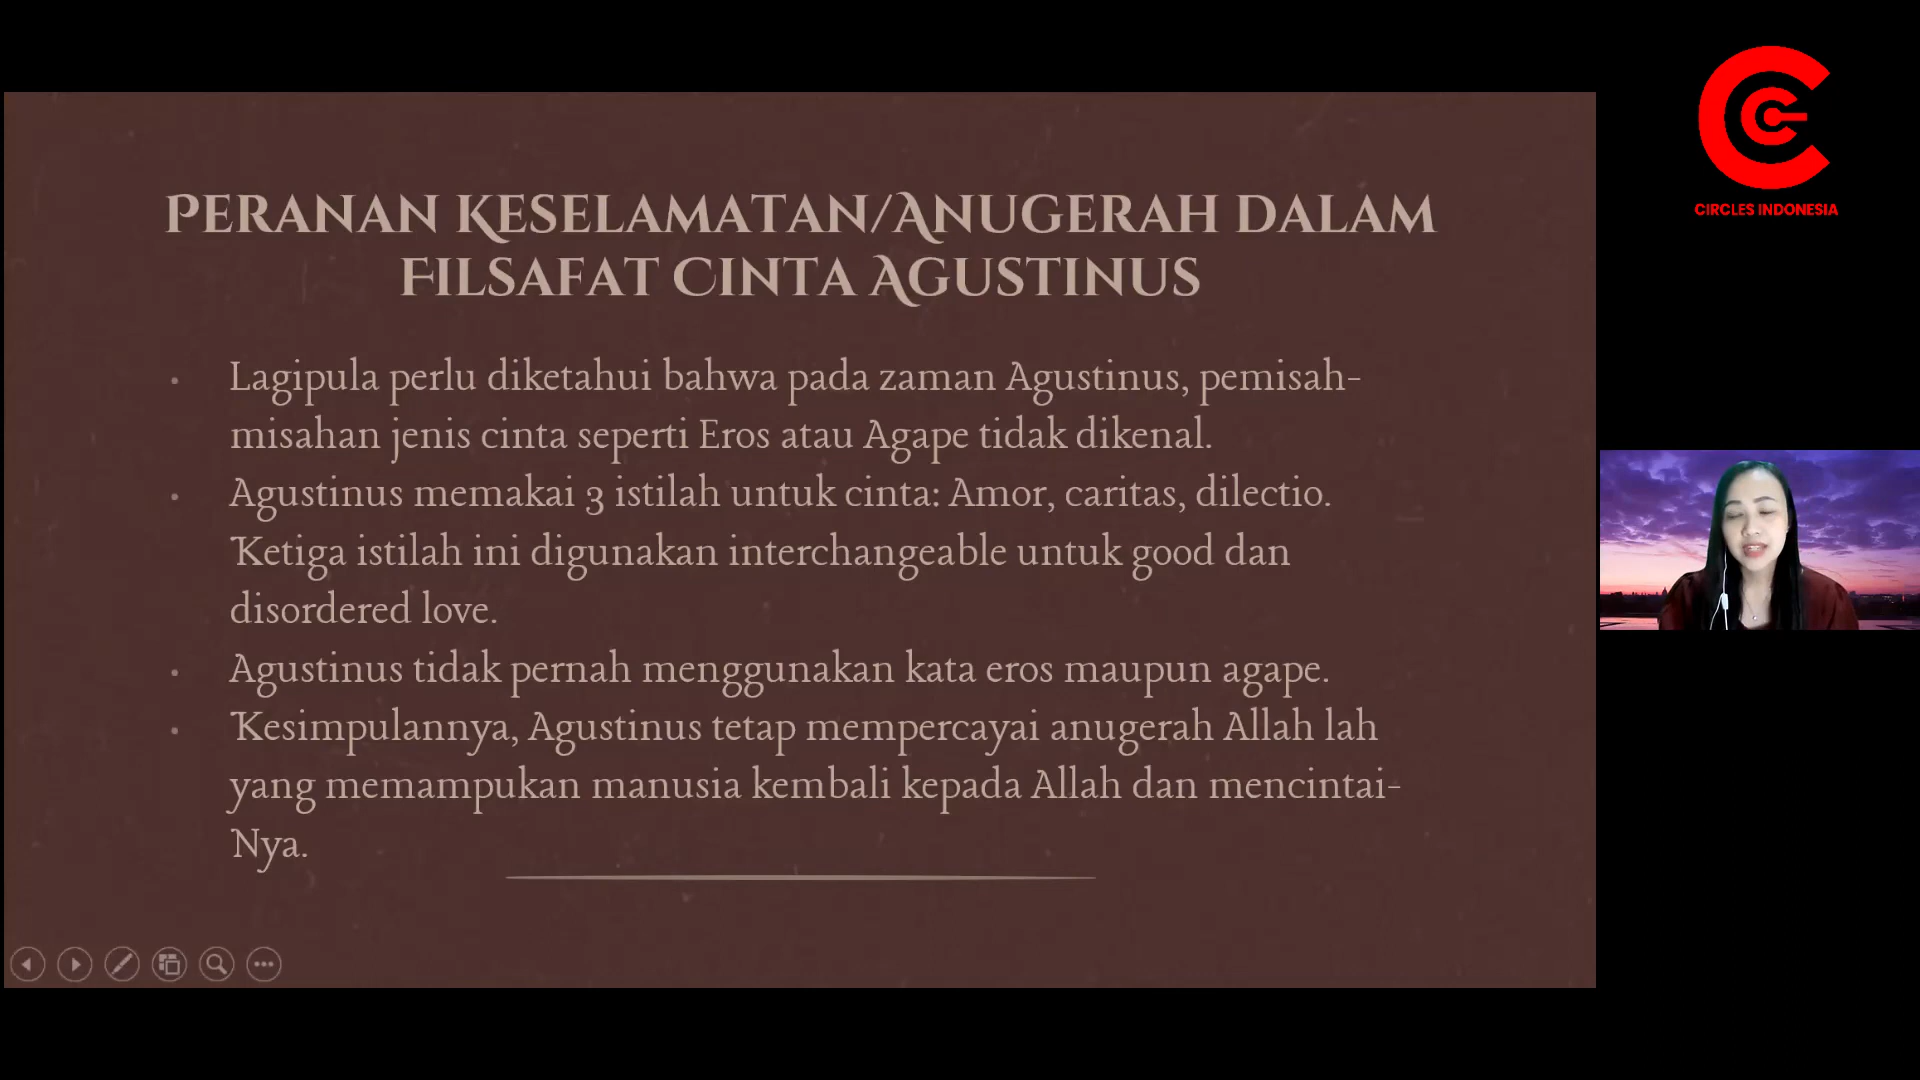 Peranan Keselamatan/Anugerah dalam
Filsafat Cinta Agustinus
• Lagipula perlu diketahui bahwa pada zaman Agustinus, pemisah-
misahan jenis cinta seperti Eros atau Agape tidak dikenal.
• Agustinus memakai 3 istilah untuk cinta: Amor, caritas, dilectio.
Ketiga istilah ini digunakan interchangeable untuk good dan
disordered love.
• Agustinus tidak pernah menggunakan kata eros maupun agape.
• Kesimpulannya, Agustinus tetap mempercayai anugerah Allah lah
yang memampukan manusia kembali kepada Allah dan mencintai-
Nya.
CIRCLES INDONESIA